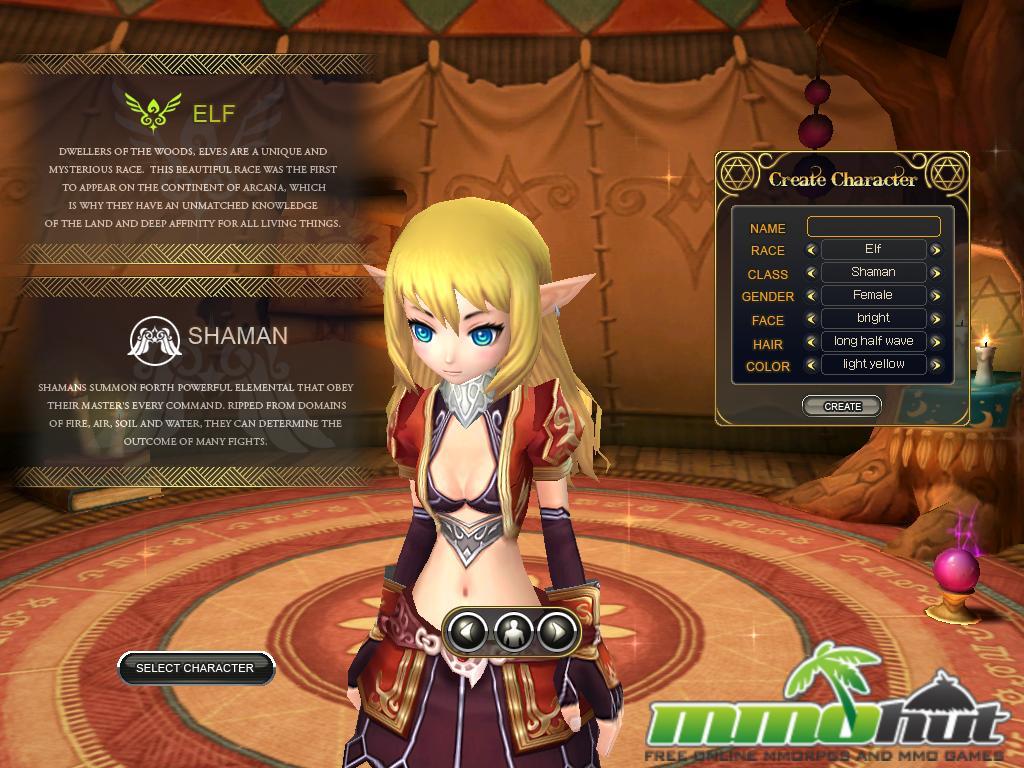 ELF
DWELLERS OF THE WOODS, ELVES ARE A UNIQUE AND
MYSTERIOUS RACE. THIS BEAUTIFUL RACE WAS THE FIRST
TO APPEAR ON THE CONTINENT OF ARCANA, WHICH
IS WHY THEY HAVE AN UNMATCHED KNOWLEDGE
OF THE LAND AND DEEP AFFINITY FOR ALL LIVING THINGS.
SHAMAN
SHAMANS SUMMON FORTH POWERFUL ELEMENTAL THAT OBEY
THEIR MASTER'S EVERY COMMAND. RIPPED FROM DOMAINS
OF FIRE, AIR, SOIL AND WATER, THEY CAN DETERMINE THE
OUTCOME OF MANY FIGHTS.
SELECT CHARACTER
Create Character
NAME
RACE Elf
CLASS Shaman
GENDER Female
FACE bright
HAIR long half wave
COLOR light yellow
CREATE
mmohut
FREE ONLINE MMORPGS AND MMO GAMES